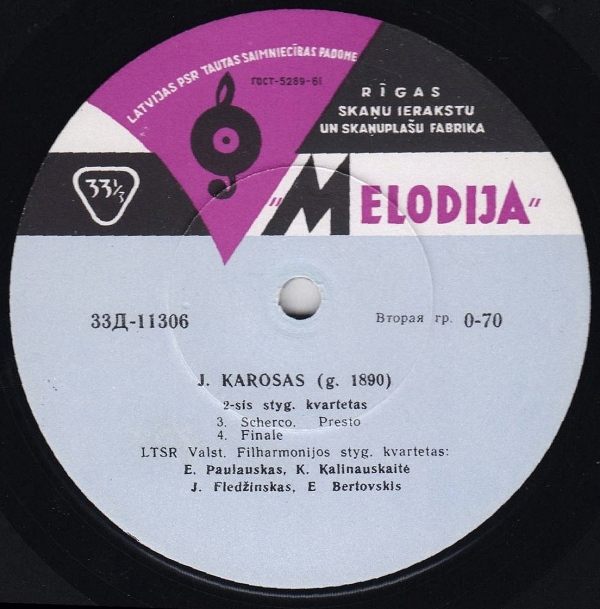 LATVIJAS PSR TAUTAS SAIMNIECĪBAS PADOME
ГОСТ-5289-61
RĪGAS
SKAŅU IERAKSTU
UN SKAŅUPLAŠU FABRIKA
33⅓
"MELODIJA"
33Д-11306
Вторая гр. 0-70
J. KAROSAS (g. 1890)
2-sis styg. kvartetas
3. Scherco. Presto
4. Finale
LTSR Valst. Filharmonijos styg. kvartetas:
E. Paulauskas, K. Kalinauskaitė
J. Fledžinskas, E Bertovskis